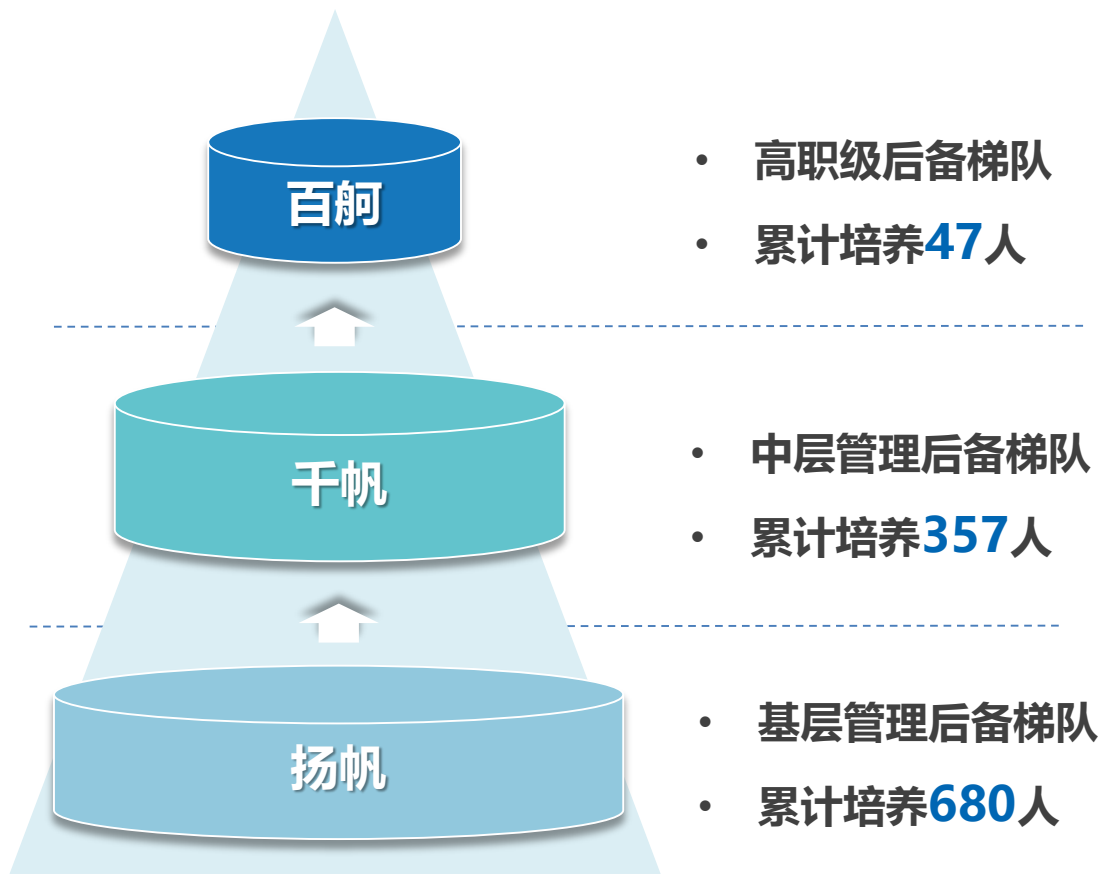 百舸
• 高职级后备梯队
• 累计培养47人
千帆
• 中层管理后备梯队
• 累计培养357人
扬帆
• 基层管理后备梯队
• 累计培养680人